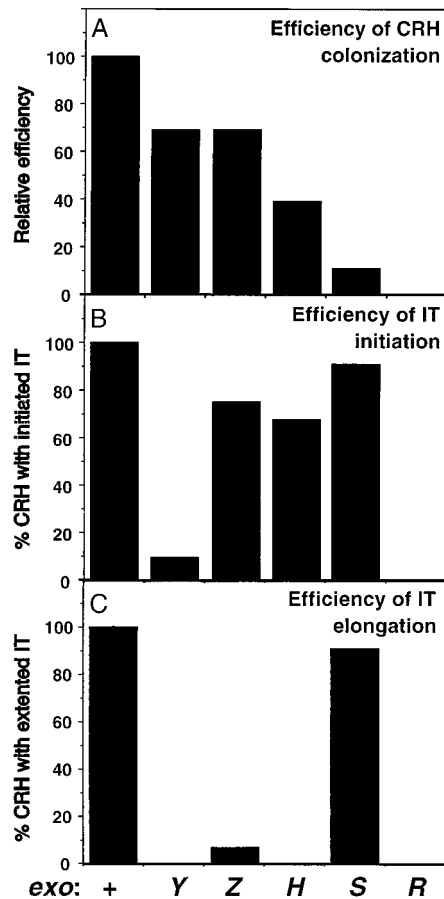 A
Efficiency of CRH
colonization
Relative efficiency
100
80
60
40
20
0
B
Efficiency of IT
initiation
% CRH with initiated IT
100
80
60
40
20
0
C
Efficiency of IT
elongation
% CRH with extented IT
100
80
60
40
20
0
exo: + Y Z H S R